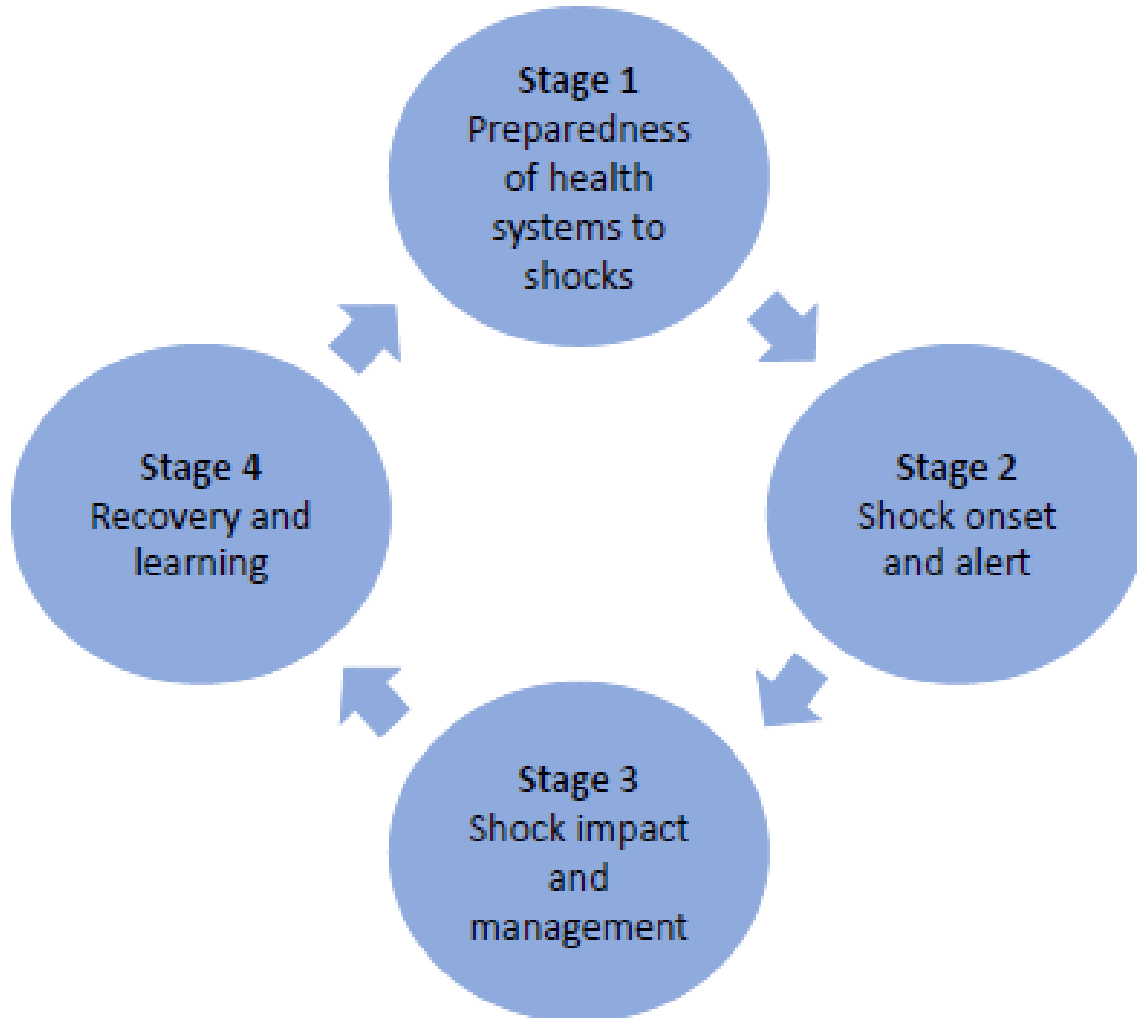 Stage 1
Preparedness
of health
systems to
shocks
Stage 2
Shock onset
and alert
Stage 3
Shock impact
and
management
Stage 4
Recovery and
learning